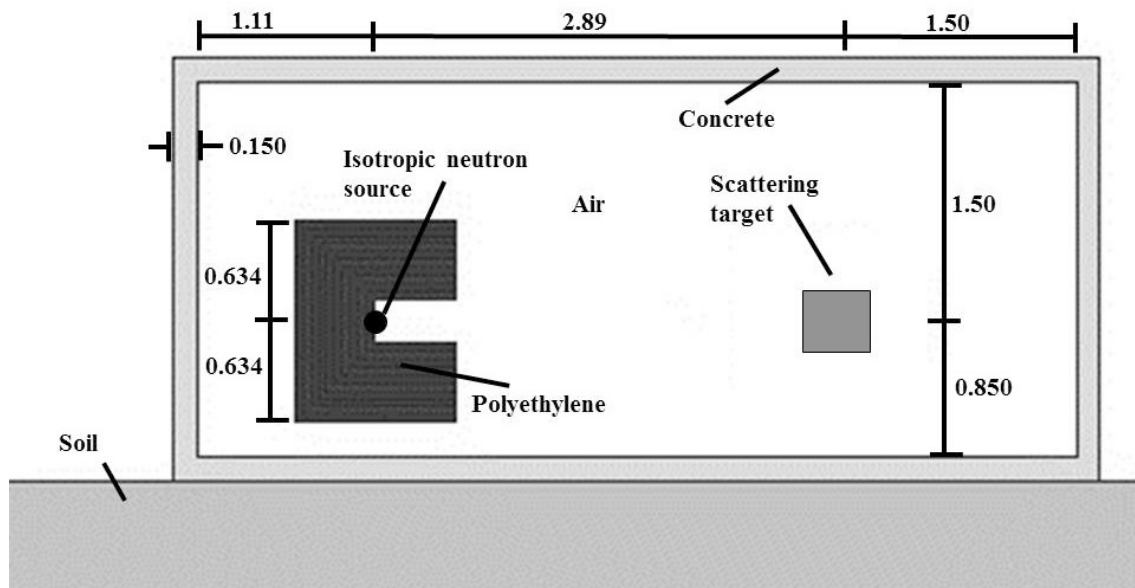 1.11
2.89
1.50
Concrete
0.150
Isotropic neutron
source
Air
Scattering
target
1.50
0.634
0.634
0.850
Polyethylene
Soil